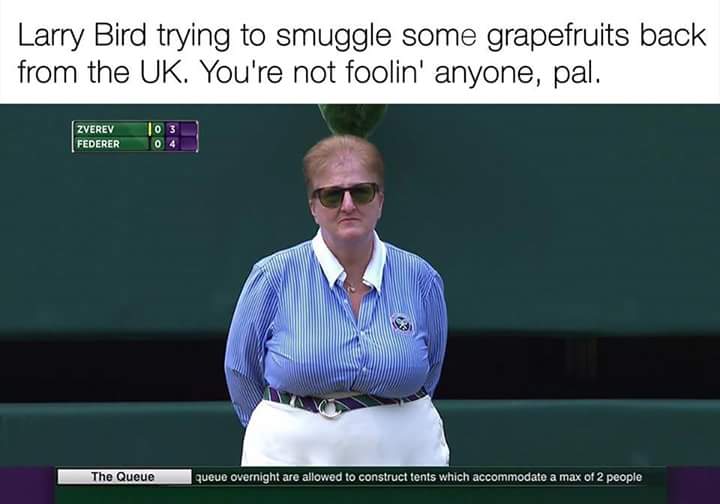 Larry Bird trying to smuggle some grapefruits back
from the UK. You're not foolin' anyone, pal.
ZVEREV 0 3
FEDERER 0 4
The Queue queue overnight are allowed to construct tents which accommodate a max of 2 people